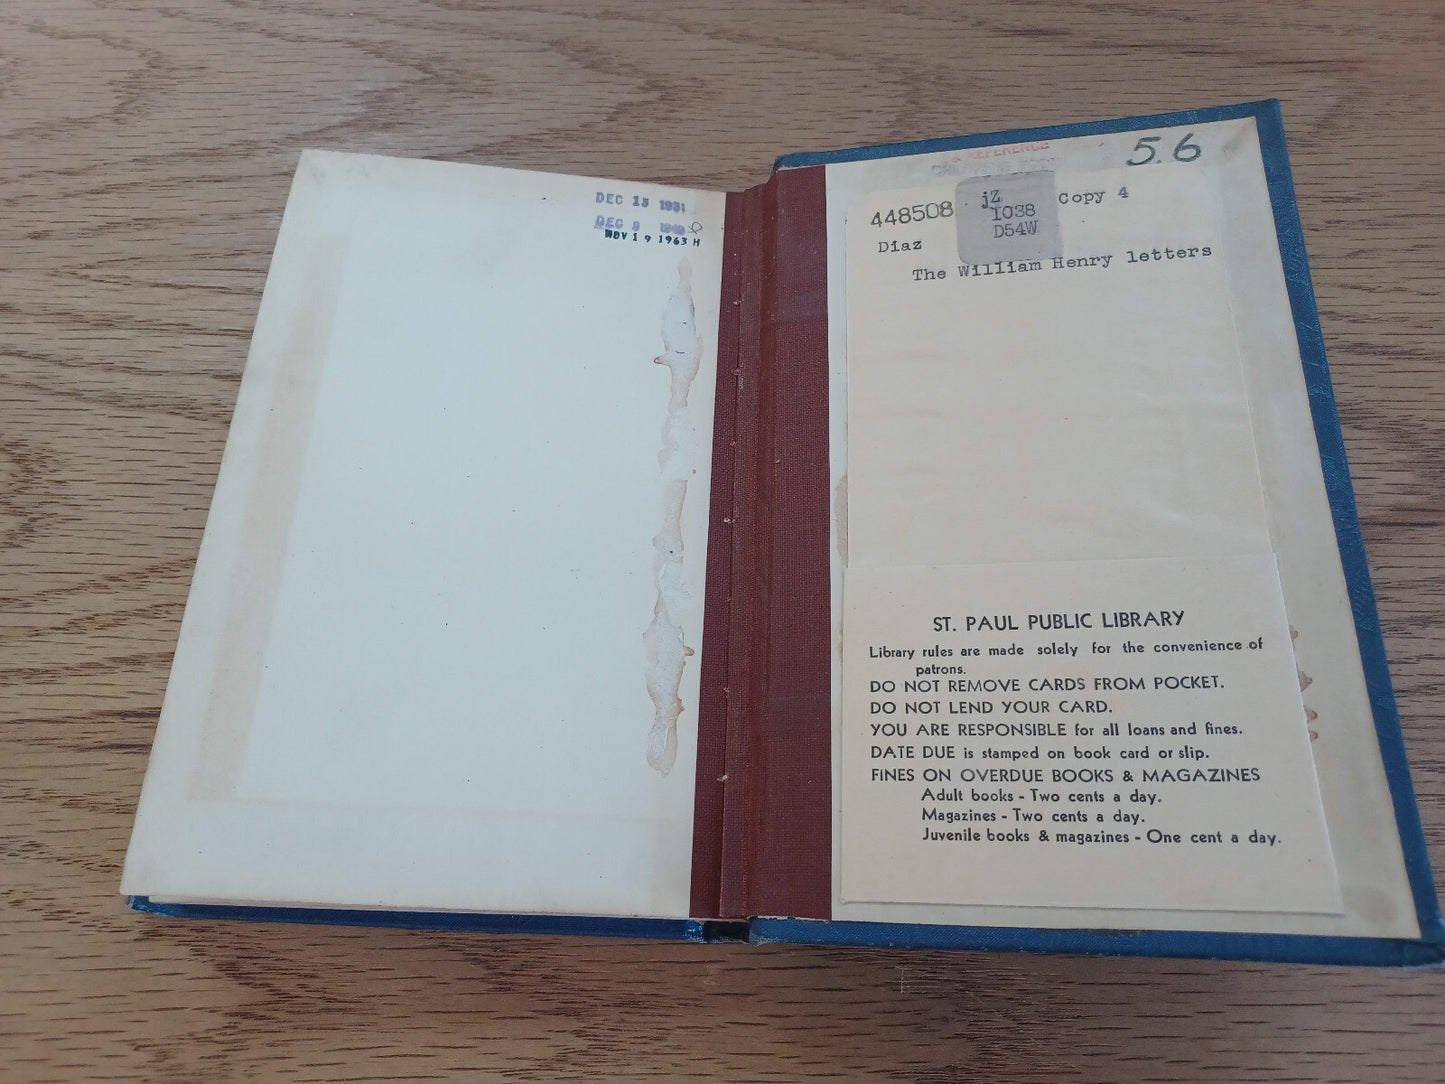 DEC 15 1931
DEC 9
NOV 19 1963 H
REFERENCE
5.6
448508 jZ Copy 4
1038
Diaz D54W
The William Henry letters
ST. PAUL PUBLIC LIBRARY
Library rules are made solely for the convenience of
patrons.
DO NOT REMOVE CARDS FROM POCKET.
DO NOT LEND YOUR CARD.
YOU ARE RESPONSIBLE for all loans and fines.
DATE DUE is stamped on book card or slip.
FINES ON OVERDUE BOOKS & MAGAZINES
Adult books - Two cents a day.
Magazines - Two cents a day.
Juvenile books & magazines - One cent a day.